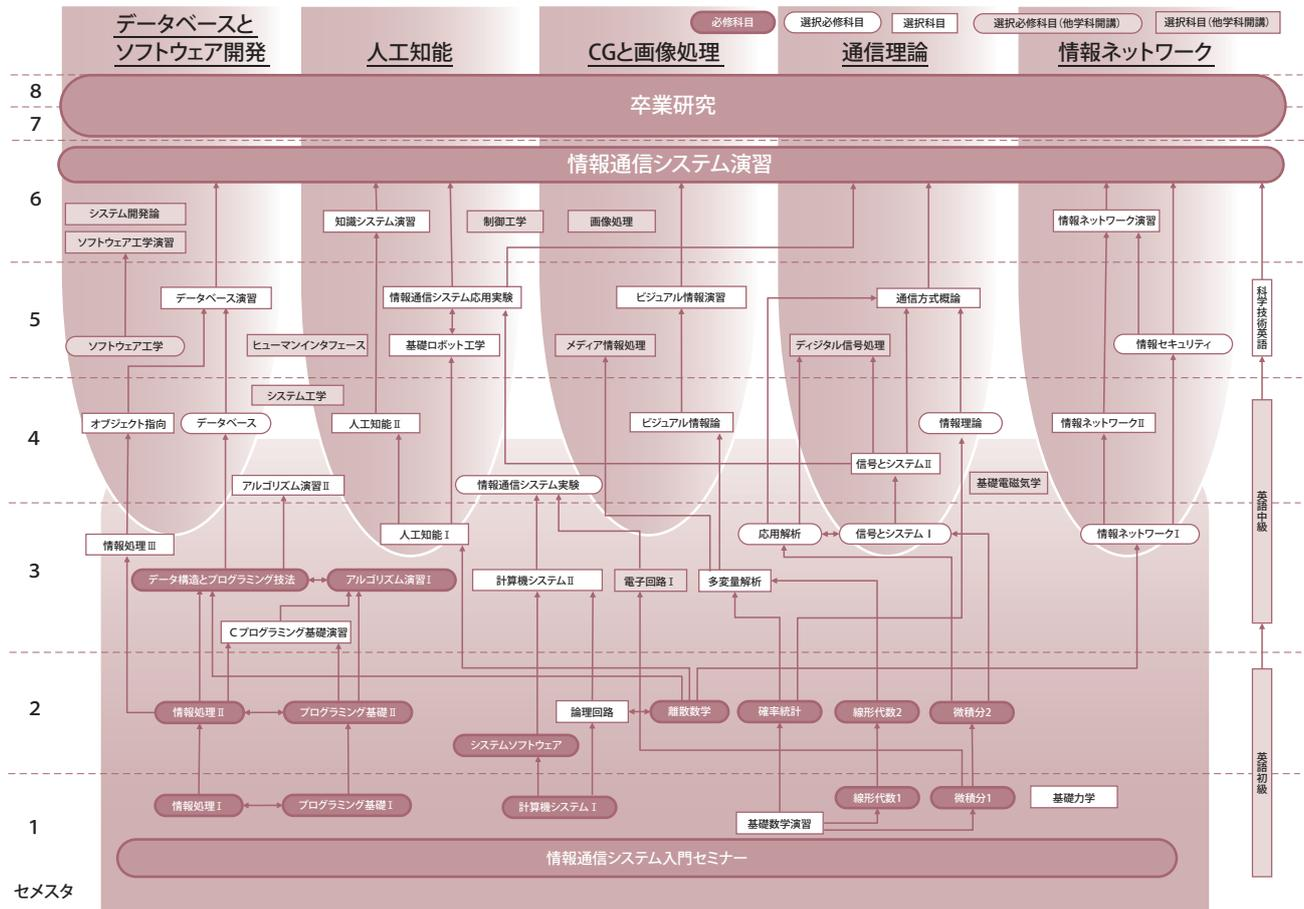 データベースと
ソフトウェア開発
人工知能
CGと画像処理
通信理論
情報ネットワーク
必修科目
選択必修科目
選択科目
選択必修科目(他学科開講)
選択科目(他学科開講)
8
卒業研究
7
情報通信システム演習
6
システム開発論
ソフトウェア工学演習
知識システム演習
制御工学
画像処理
情報ネットワーク演習
5
データベース演習
情報通信システム応用実験
ビジュアル情報演習
通信方式概論
科学技術英語
ソフトウェア工学
ヒューマンインタフェース
基礎ロボット工学
メディア情報処理
ディジタル信号処理
情報セキュリティ
システム工学
4
オブジェクト指向
データベース
人工知能Ⅱ
ビジュアル情報論
情報理論
情報ネットワークⅡ
信号とシステムⅡ
アルゴリズム演習Ⅱ
情報通信システム実験
基礎電磁気学
英語中級
3
情報処理Ⅲ
人工知能Ⅰ
応用解析
信号とシステムⅠ
情報ネットワークⅠ
データ構造とプログラミング技法
アルゴリズム演習Ⅰ
計算機システムⅡ
電子回路Ⅰ
多変量解析
Cプログラミング基礎演習
2
情報処理Ⅱ
プログラミング基礎Ⅱ
論理回路
離散数学
確率統計
線形代数2
微積分2
システムソフトウェア
英語初級
1
情報処理Ⅰ
プログラミング基礎Ⅰ
計算機システムⅠ
線形代数1
微積分1
基礎力学
基礎数学演習
情報通信システム入門セミナー
セメスタ